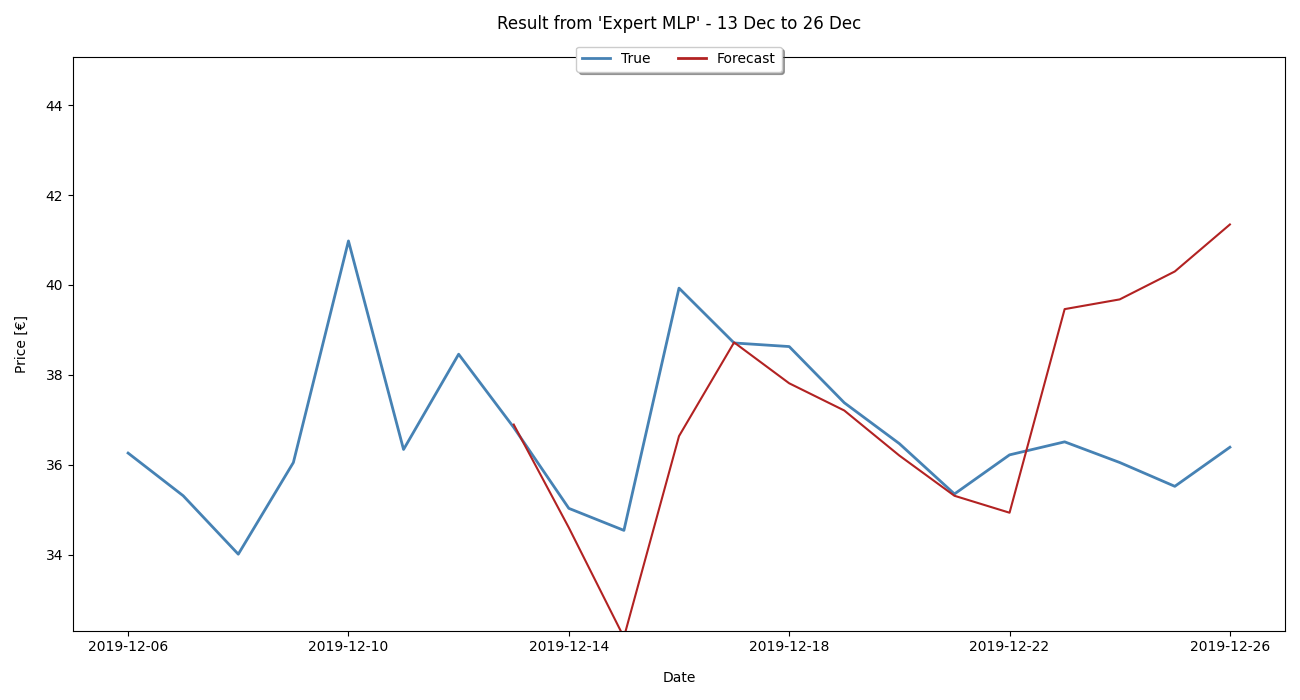 Result from 'Expert MLP' - 13 Dec to 26 Dec
True Forecast
44
42
40
38
36
34
Price [€]
2019-12-06 2019-12-10 2019-12-14 2019-12-18 2019-12-22 2019-12-26
Date